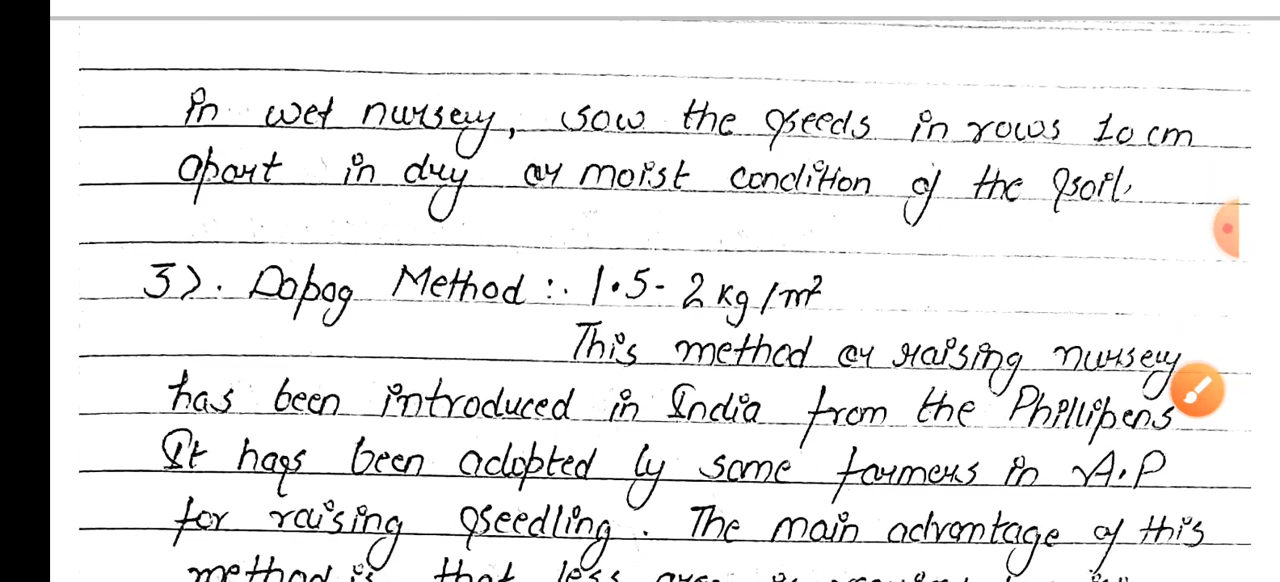 in wet nursery, sow the seeds in rows 10 cm
apart in dry or moist condition of the soil.
3). Dapog Method :. 1.5 - 2 kg / m²
This method or raising nursery
has been introduced in India from the Phillipens
It has been adopted by some farmers in A.P
for raising seedling. The main advantage of this
method is that less